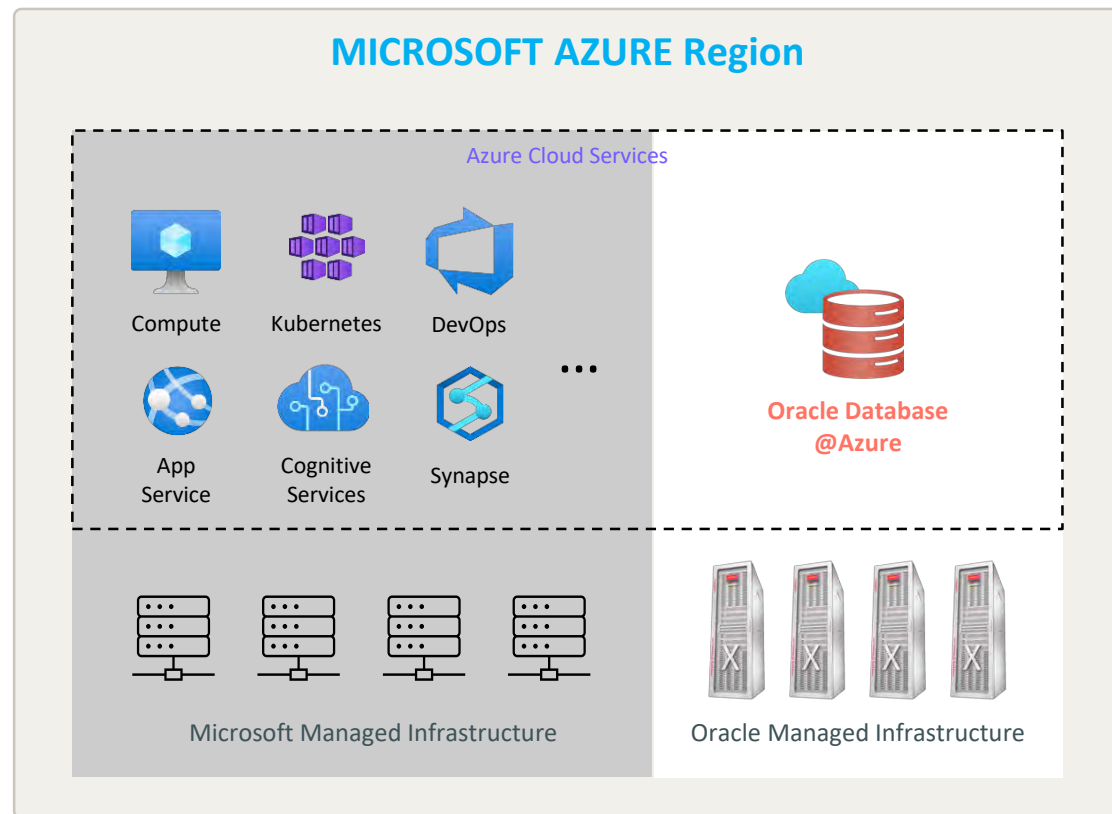 MICROSOFT AZURE Region
Azure Cloud Services
Compute
Kubernetes
DevOps
...
App
Service
Cognitive
Services
Synapse
Oracle Database
@Azure
Microsoft Managed Infrastructure
Oracle Managed Infrastructure